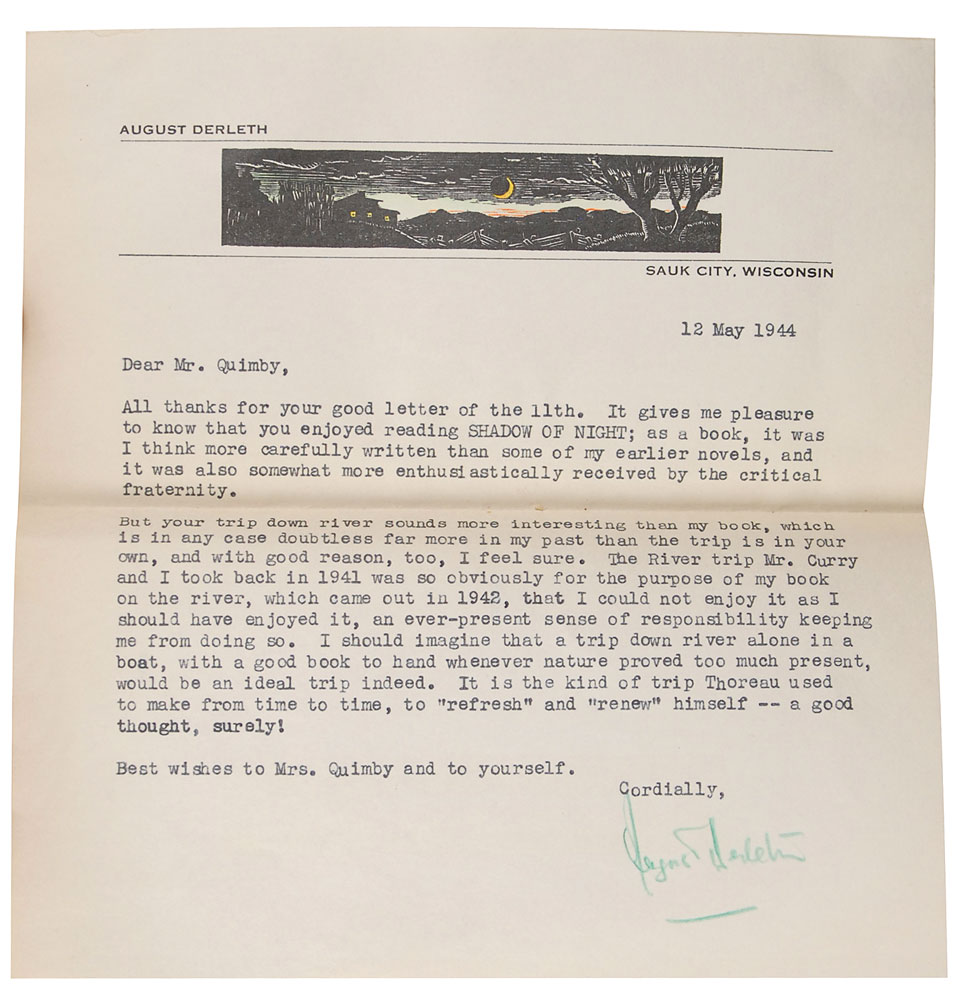 AUGUST DERLETH
SAUK CITY, WISCONSIN
12 May 1944
Dear Mr. Quimby,
All thanks for your good letter of the 11th. It gives me pleasure
to know that you enjoyed reading SHADOW OF NIGHT; as a book, it was
I think more carefully written than some of my earlier novels, and
it was also somewhat more enthusiastically received by the critical
fraternity.
But your trip down river sounds more interesting than my book, which
is in any case doubtless far more in my past than the trip is in your
own, and with good reason, too, I feel sure. The River trip Mr. Curry
and I took back in 1941 was so obviously for the purpose of my book
on the river, which came out in 1942, that I could not enjoy it as I
should have enjoyed it, an ever-present sense of responsibility keeping
me from doing so. I should imagine that a trip down river alone in a
boat, with a good book to hand whenever nature proved too much present,
would be an ideal trip indeed. It is the kind of trip Thoreau used
to make from time to time, to "refresh" and "renew" himself -- a good
thought, surely!
Best wishes to Mrs. Quimby and to yourself.
Cordially,
August Derleth